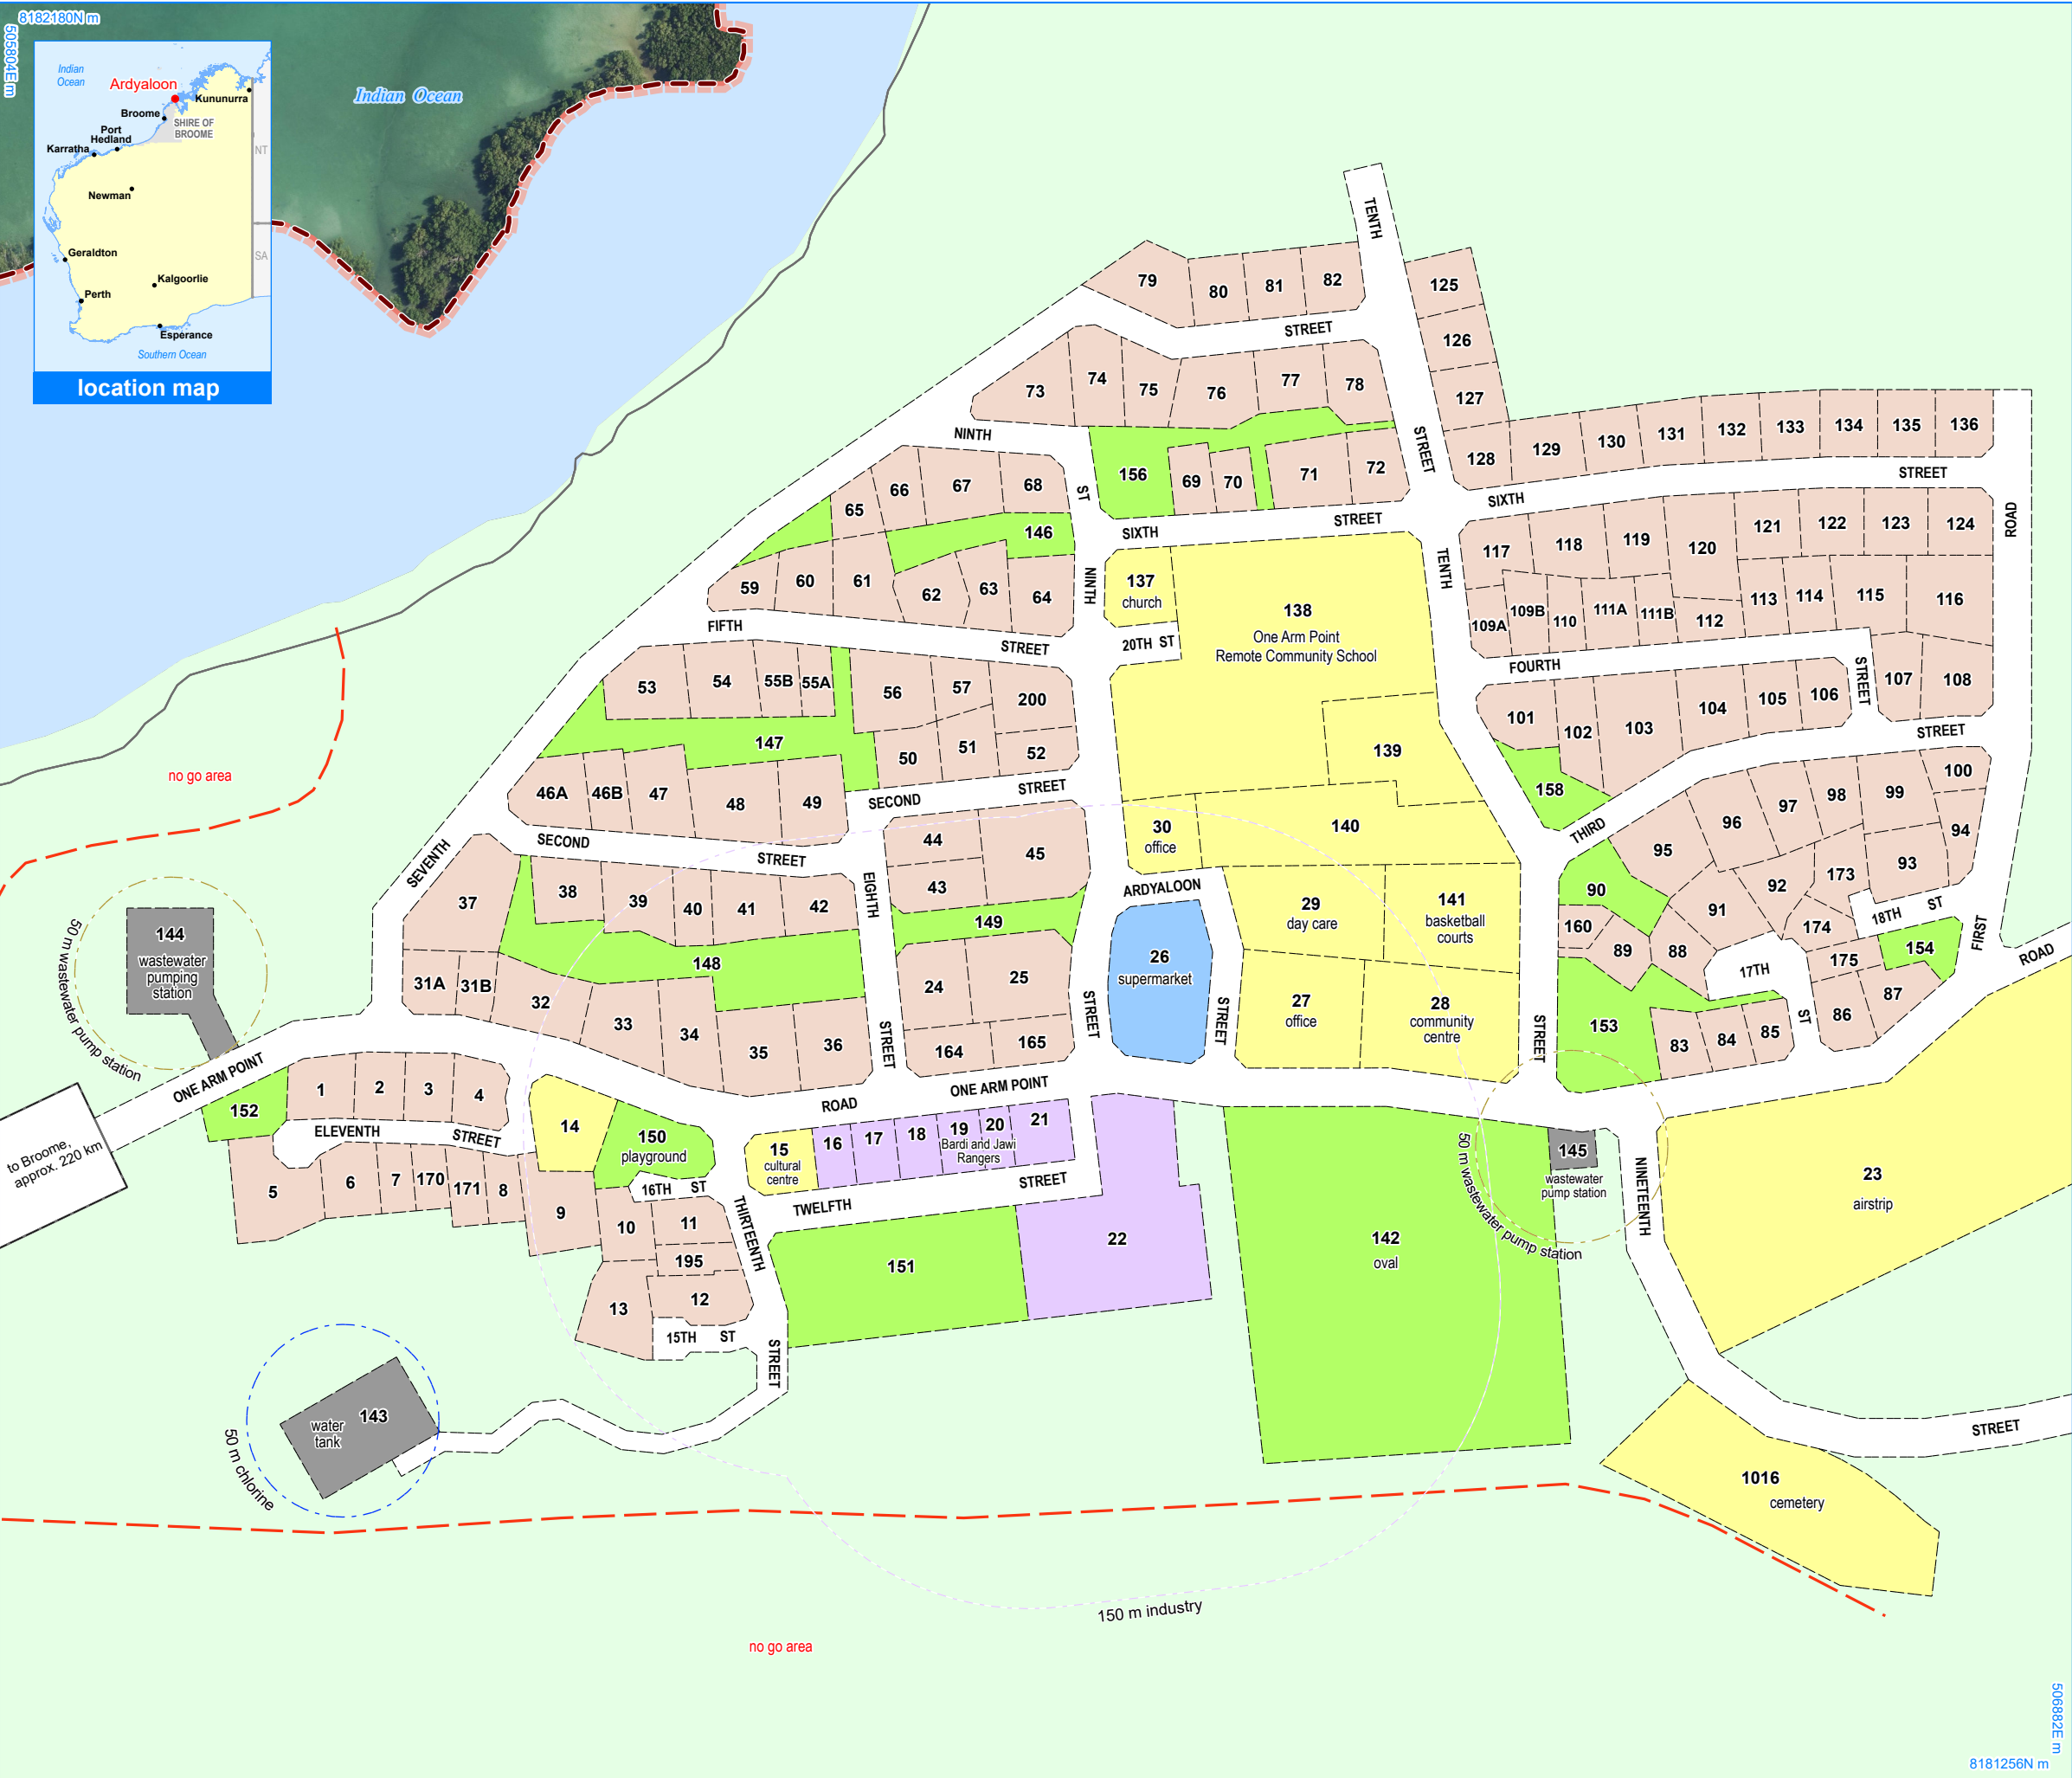 8182180N m
505804E m
Indian
Ocean
Ardyaloon
Kununurra
Broome
SHIRE OF
BROOME
Port
Hedland
Karratha
NT
Newman
Geraldton
SA
Kalgoorlie
Perth
Esperance
Southern Ocean
location map
Indian Ocean
TENTH
79
80
81
82
125
STREET
126
73
74
75
76
77
78
127
NINTH
STREET
128
129
130
131
132
133
134
135
136
STREET
65
66
67
68
ST
156
69
70
71
72
SIXTH
146
SIXTH
STREET
ROAD
59
60
61
62
63
64
NINTH
137
church
138
One Arm Point
Remote Community School
TENTH
117
118
119
120
121
122
123
124
109A
109B
110
111A
111B
112
113
114
115
116
FIFTH
STREET
20TH ST
FOURTH
STREET
107
108
53
54
55B
55A
56
57
200
101
102
103
104
105
106
147
50
51
52
139
STREET
no go area
46A
46B
47
48
49
SECOND
STREET
158
100
99
98
97
96
95
94
93
SECOND
STREET
44
45
43
30
office
140
THIRD
SEVENTH
37
38
39
40
41
42
EIGHTH
ARDYALOON
29
day care
141
basketball
courts
90
92
173
91
174
18TH ST
160
89
88
154
FIRST
144
wastewater
pumping
station
50 m wastewater pump station
148
149
26
supermarket
17TH
175
ROAD
31A
31B
32
33
34
35
36
24
25
27
office
28
community
centre
153
ST
86
87
STREET
164
165
STREET
STREET
STREET
83
84
85
ONE ARM POINT
152
1
2
3
4
ROAD
ONE ARM POINT
ELEVENTH
STREET
14
150
playground
15
cultural
centre
16
17
18
19
20
21
Bardi and Jawi
Rangers
to Broome,
approx. 220 km
145
wastewater
pump station
50 m wastewater pump station
NINETEENTH
23
airstrip
5
6
7
170
171
8
9
16TH ST
10
11
195
12
13
THIRTEENTH
TWELFTH
STREET
151
22
142
oval
15TH ST
STREET
143
water
tank
50 m chlorine
STREET
1016
cemetery
150 m industry
no go area
506882E m
8181256N m